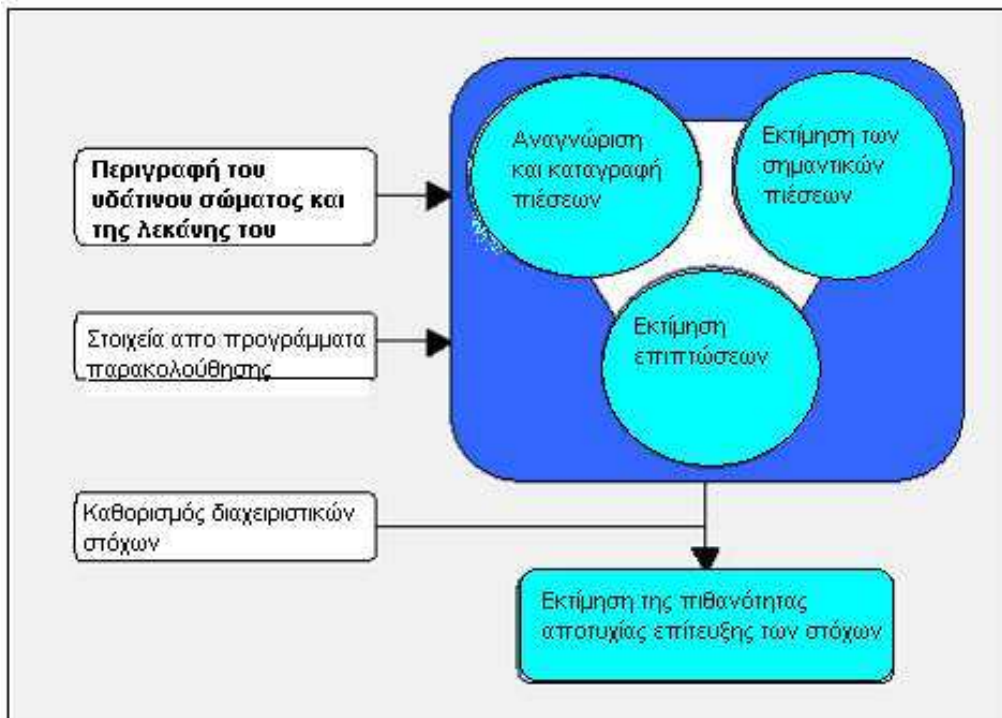 Περιγραφή του
υδάτινου σώματος και
της λεκάνης του
Στοιχεία απο προγράμματα
παρακολούθησης
Καθορισμός διαχειριστικών
στόχων
Αναγνώριση
και καταγραφή
πιέσεων
Εκτίμηση των
σημαντικών
πιέσεων
Εκτίμηση
επιπτώσεων
Εκτίμηση της πιθανότητας
αποτυχίας επίτευξης των στόχων